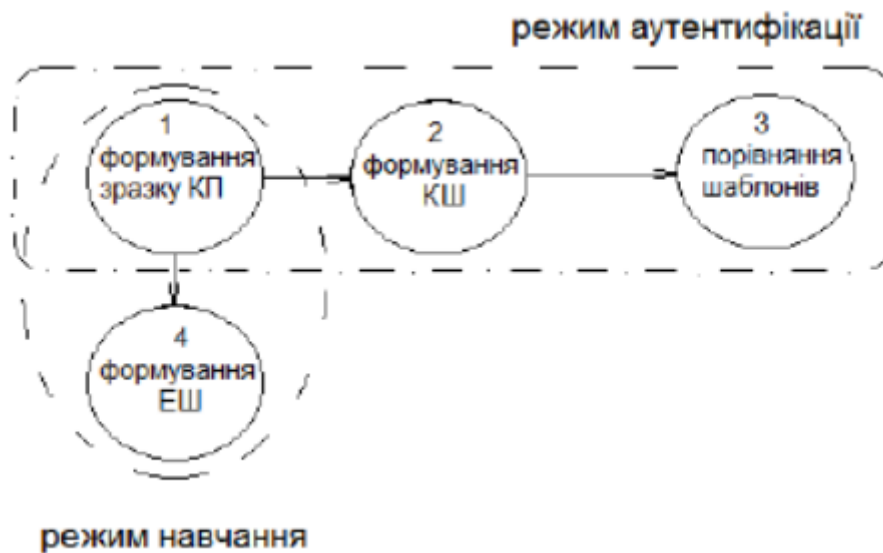 режим аутентифікації
1
формування
зразку КП
2
формування
КШ
3
порівняння
шаблонів
4
формування
ЕШ
режим навчання